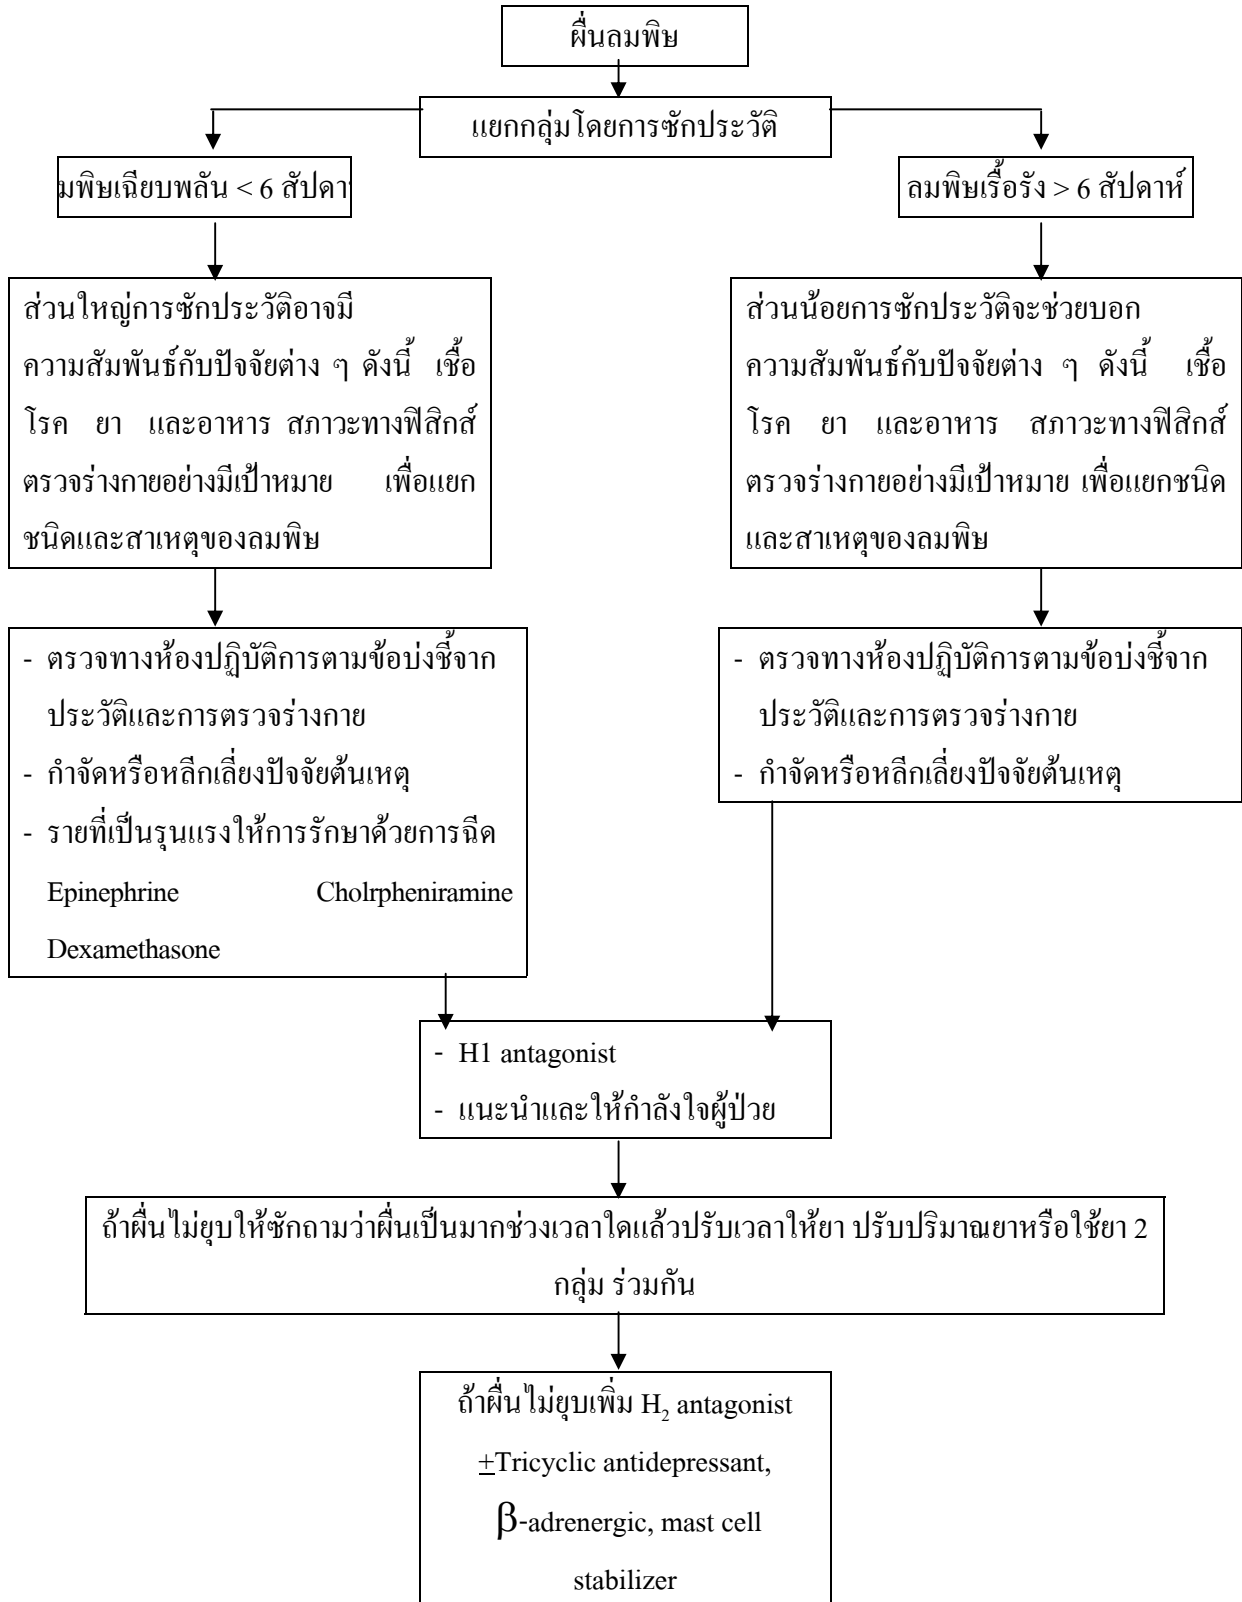 ผื่นลมพิษ
แยกกลุ่มโดยการซักประวัติ
มพิษเฉียบพลัน < 6 สัปดา
ลมพิษเรื้อรัง > 6 สัปดาห์
ส่วนใหญ่การซักประวัติอาจมี
ความสัมพันธ์กับปัจจัยต่าง ๆ ดังนี้ เชื้อ
โรค ยา และอาหาร สภาวะทางฟิสิกส์
ตรวจร่างกายอย่างมีเป้าหมาย เพื่อแยก
ชนิดและสาเหตุของลมพิษ
ส่วนน้อยการซักประวัติจะช่วยบอก
ความสัมพันธ์กับปัจจัยต่าง ๆ ดังนี้ เชื้อ
โรค ยา และอาหาร สภาวะทางฟิสิกส์
ตรวจร่างกายอย่างมีเป้าหมาย เพื่อแยกชนิด
และสาเหตุของลมพิษ
- ตรวจทางห้องปฏิบัติการตามข้อบ่งชี้จาก
ประวัติและการตรวจร่างกาย
- กำจัดหรือหลีกเลี่ยงปัจจัยต้นเหตุ
- รายที่เป็นรุนแรงให้การรักษาด้วยการฉีด
Epinephrine Cholrpheniramine
Dexamethasone
- ตรวจทางห้องปฏิบัติการตามข้อบ่งชี้จาก
ประวัติและการตรวจร่างกาย
- กำจัดหรือหลีกเลี่ยงปัจจัยต้นเหตุ
- H1 antagonist
- แนะนำและให้กำลังใจผู้ป่วย
ถ้าผื่นไม่ยุบให้ซักถามว่าผื่นเป็นมากช่วงเวลาใดแล้วปรับเวลาให้ยา ปรับปริมาณยาหรือใช้ยา 2
กลุ่ม ร่วมกัน
ถ้าผื่นไม่ยุบเพิ่ม H₂ antagonist
±Tricyclic antidepressant,
β-adrenergic, mast cell
stabilizer